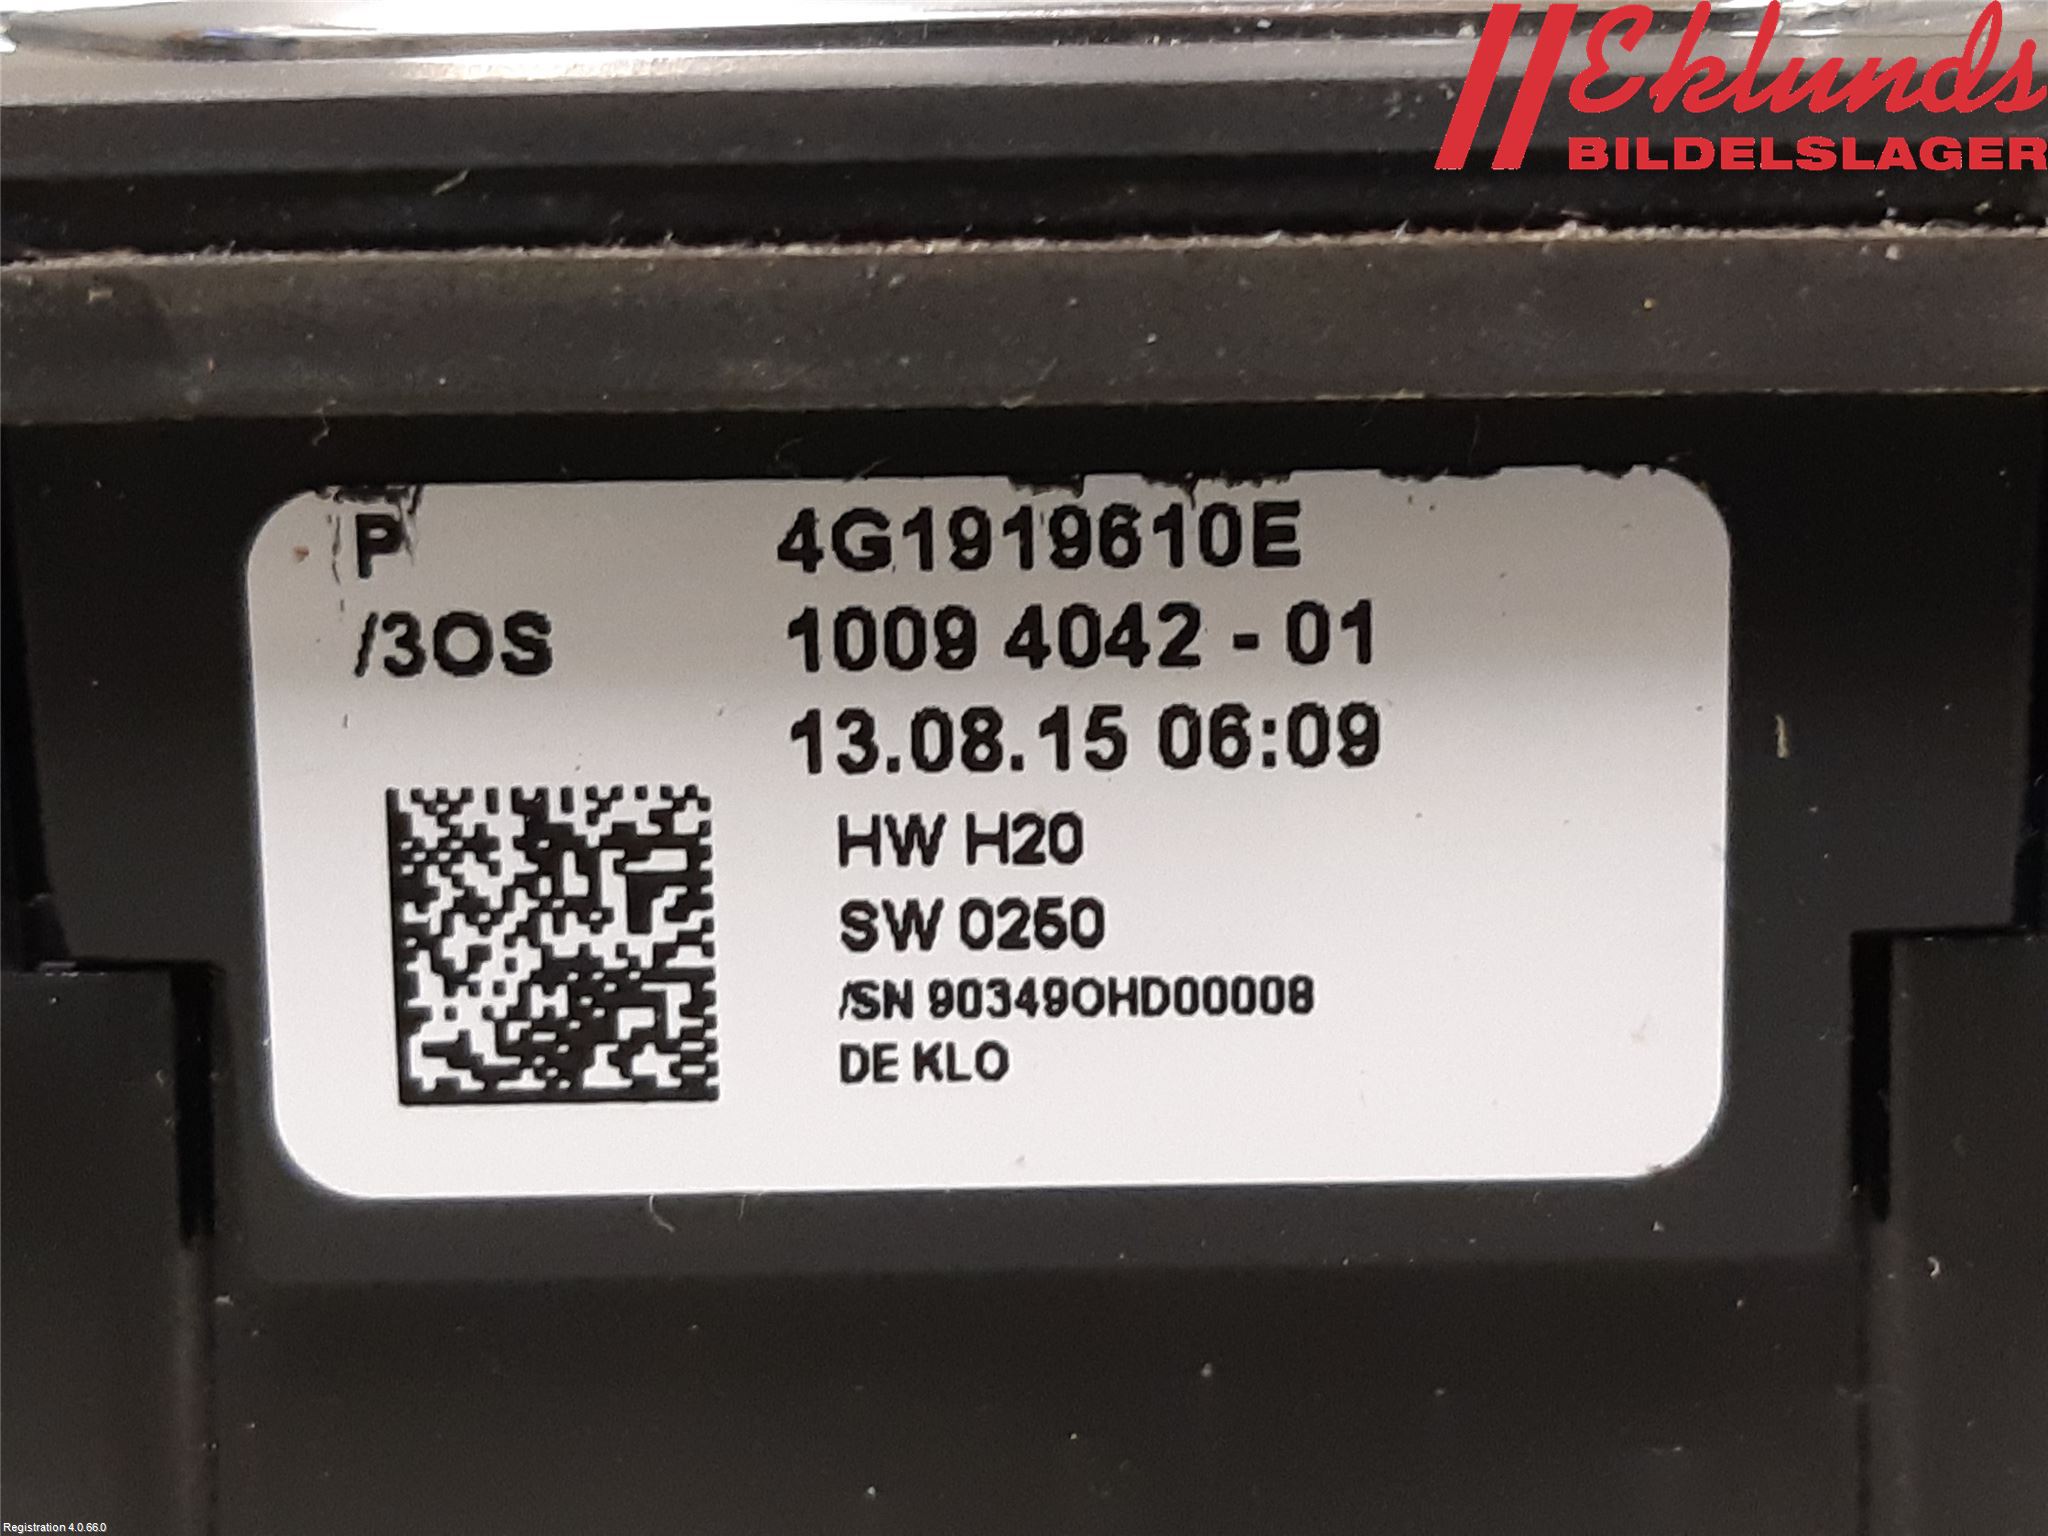 Eklunds
BILDELSLAGER
P 4G1919610E
/3OS 1009 4042 - 01
13.08.15 06:09
HW H20
SW 0250
/SN 90349OHD00008
DE KLO
Registration 4.0.66.0